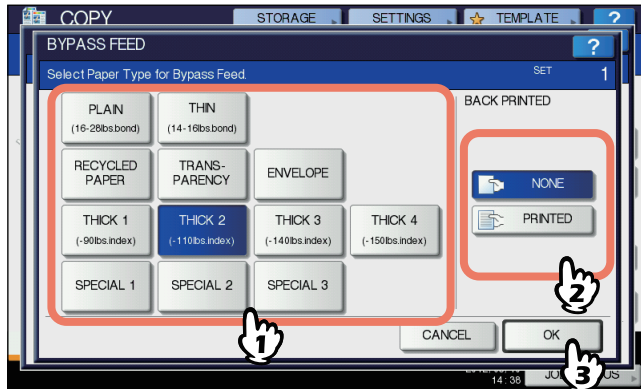 COPY
STORAGE
SETTINGS
TEMPLATE
?
BYPASS FEED
?
Select Paper Type for Bypass Feed.
SET
1
PLAIN
(16-28lbs.bond)
THIN
(14-16lbs.bond)
RECYCLED
PAPER
TRANS-
PARENCY
ENVELOPE
THICK 1
(-90lbs.index)
THICK 2
(-110lbs.index)
THICK 3
(-140lbs.index)
THICK 4
(-150lbs.index)
SPECIAL 1
SPECIAL 2
SPECIAL 3
BACK PRINTED
NONE
PRINTED
1
2
CANCEL
OK
3
14:38